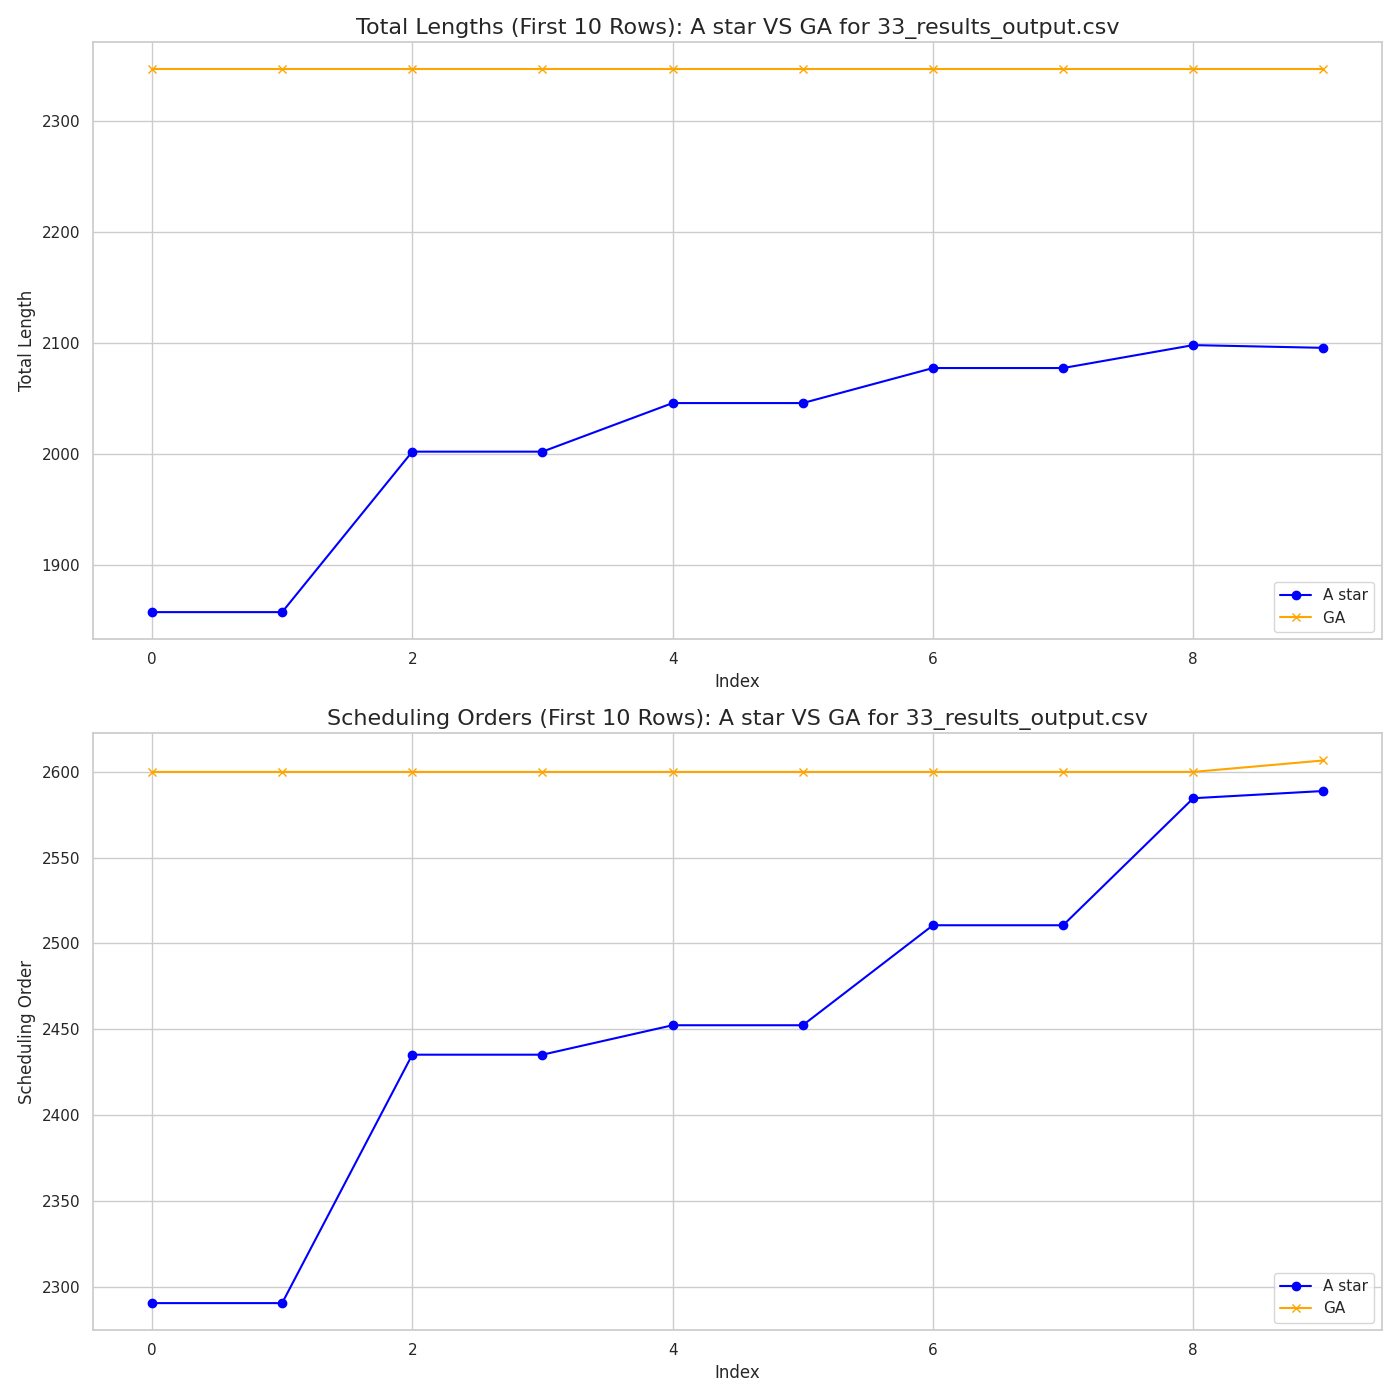 Total Lengths (First 10 Rows): A star VS GA for 33_results_output.csv
2300
2200
2100
2000
1900
Total Length
A star
GA
0 2 4 6 8
Index
Scheduling Orders (First 10 Rows): A star VS GA for 33_results_output.csv
2600
2550
2500
2450
2400
2350
2300
Scheduling Order
A star
GA
0 2 4 6 8
Index